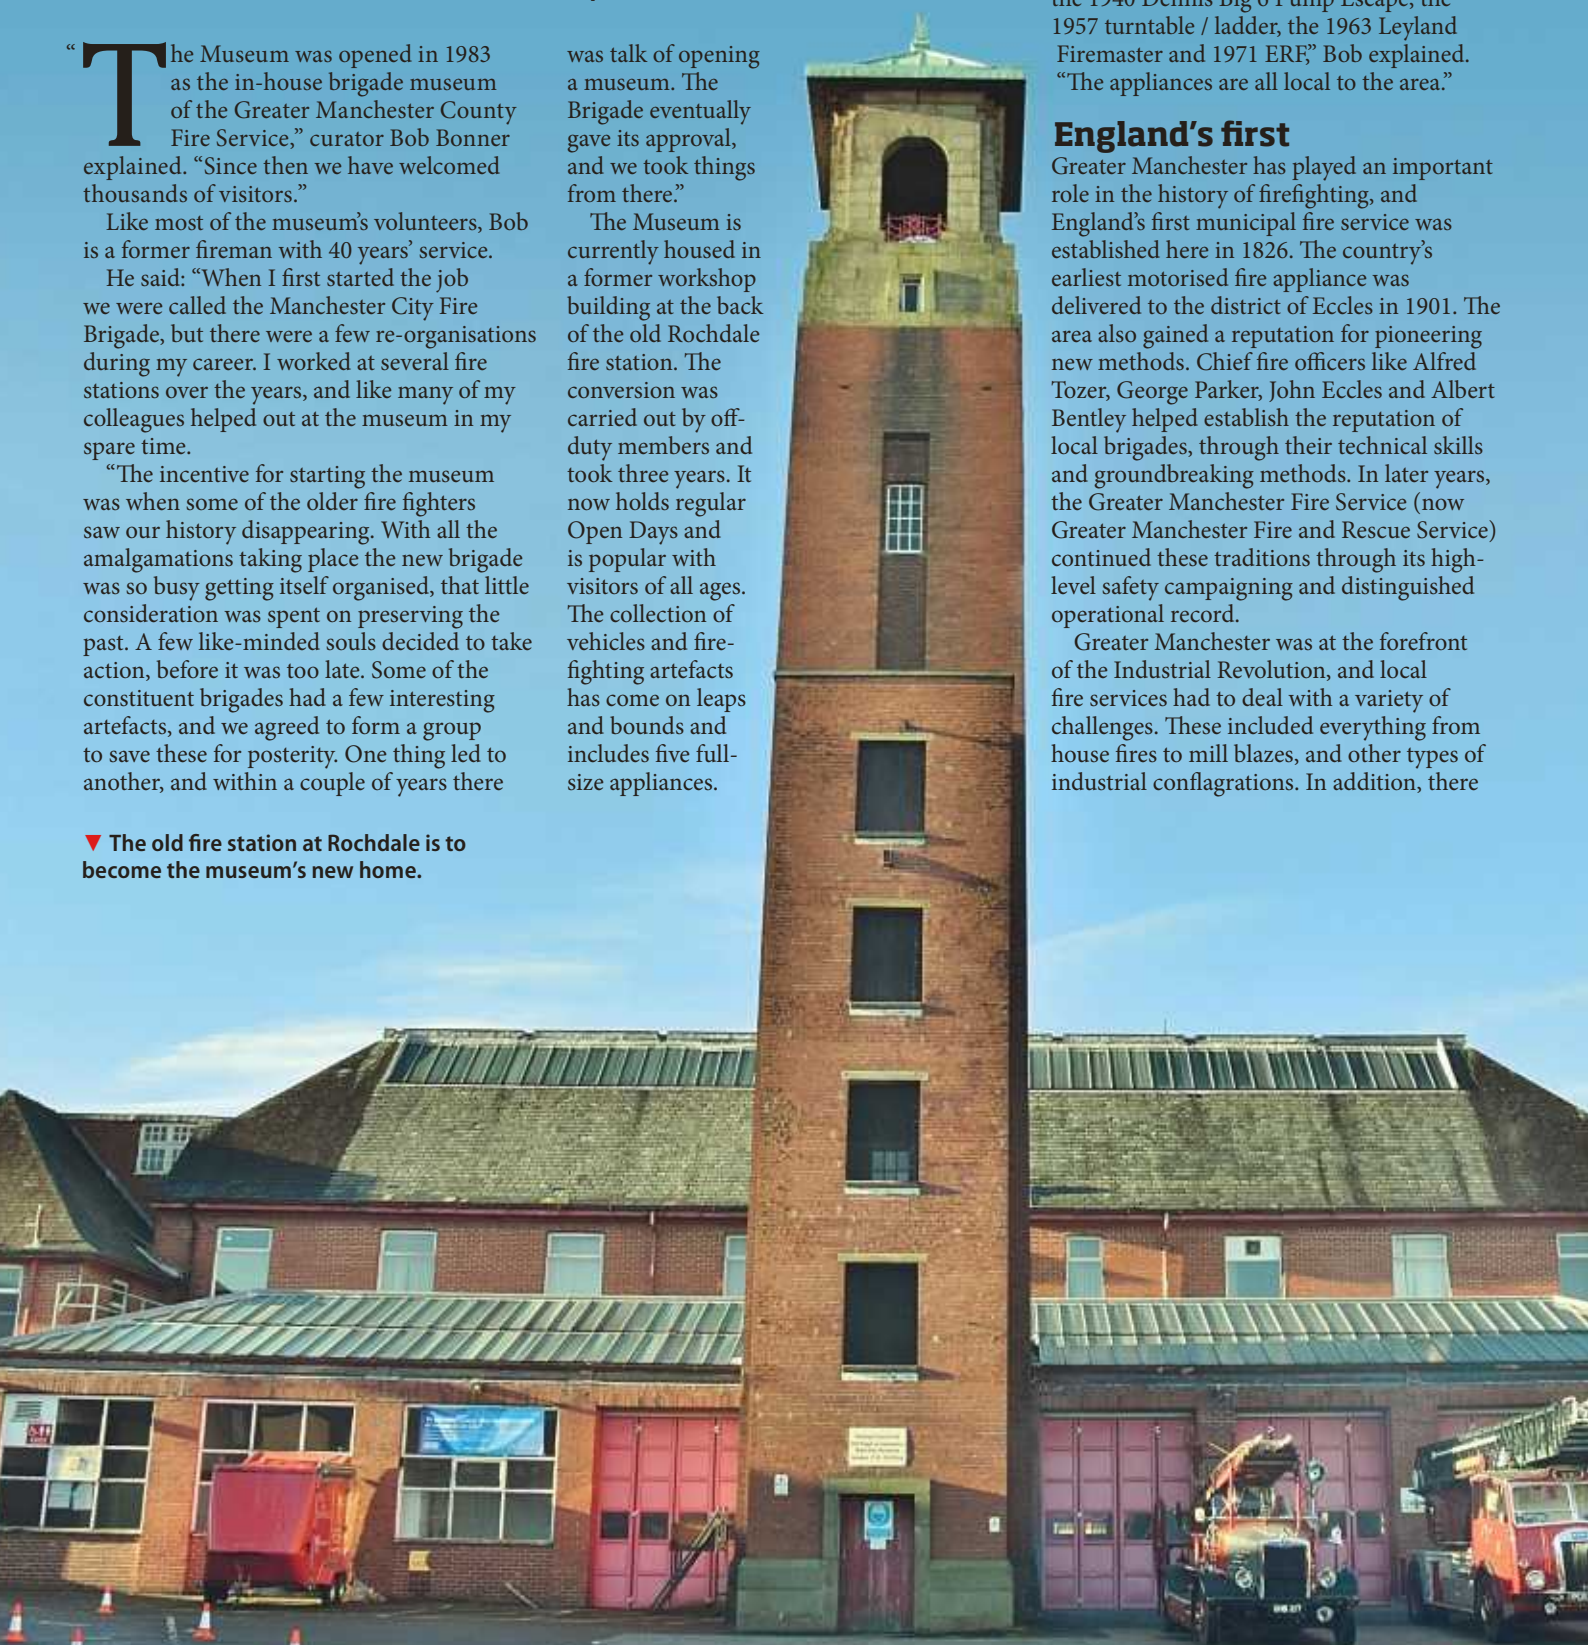 “The Museum was opened in 1983
as the in-house brigade museum
of the Greater Manchester County
Fire Service,” curator Bob Bonner
explained. “Since then we have welcomed
thousands of visitors.”
Like most of the museum’s volunteers, Bob
is a former fireman with 40 years’ service.
He said: “When I first started the job
we were called the Manchester City Fire
Brigade, but there were a few re-organisations
during my career. I worked at several fire
stations over the years, and like many of my
colleagues helped out at the museum in my
spare time.
“The incentive for starting the museum
was when some of the older fire fighters
saw our history disappearing. With all the
amalgamations taking place the new brigade
was so busy getting itself organised, that little
consideration was spent on preserving the
past. A few like-minded souls decided to take
action, before it was too late. Some of the
constituent brigades had a few interesting
artefacts, and we agreed to form a group
to save these for posterity. One thing led to
another, and within a couple of years there
was talk of opening
a museum. The
Brigade eventually
gave its approval,
and we took things
from there.”
The Museum is
currently housed in
a former workshop
building at the back
of the old Rochdale
fire station. The
conversion was
carried out by off-
duty members and
took three years. It
now holds regular
Open Days and
is popular with
visitors of all ages.
The collection of
vehicles and fire-
fighting artefacts
has come on leaps
and bounds and
includes five full-
size appliances.
the 1940 Dennis Big 6 Pump Escape, the
1957 turntable / ladder, the 1963 Leyland
Firemaster and 1971 ERF,” Bob explained.
“The appliances are all local to the area.”
England’s first
Greater Manchester has played an important
role in the history of firefighting, and
England’s first municipal fire service was
established here in 1826. The country’s
earliest motorised fire appliance was
delivered to the district of Eccles in 1901. The
area also gained a reputation for pioneering
new methods. Chief fire officers like Alfred
Tozer, George Parker, John Eccles and Albert
Bentley helped establish the reputation of
local brigades, through their technical skills
and groundbreaking methods. In later years,
the Greater Manchester Fire Service (now
Greater Manchester Fire and Rescue Service)
continued these traditions through its high-
level safety campaigning and distinguished
operational record.
Greater Manchester was at the forefront
of the Industrial Revolution, and local
fire services had to deal with a variety of
challenges. These included everything from
house fires to mill blazes, and other types of
industrial conflagrations. In addition, there
▼ The old fire station at Rochdale is to
become the museum’s new home.